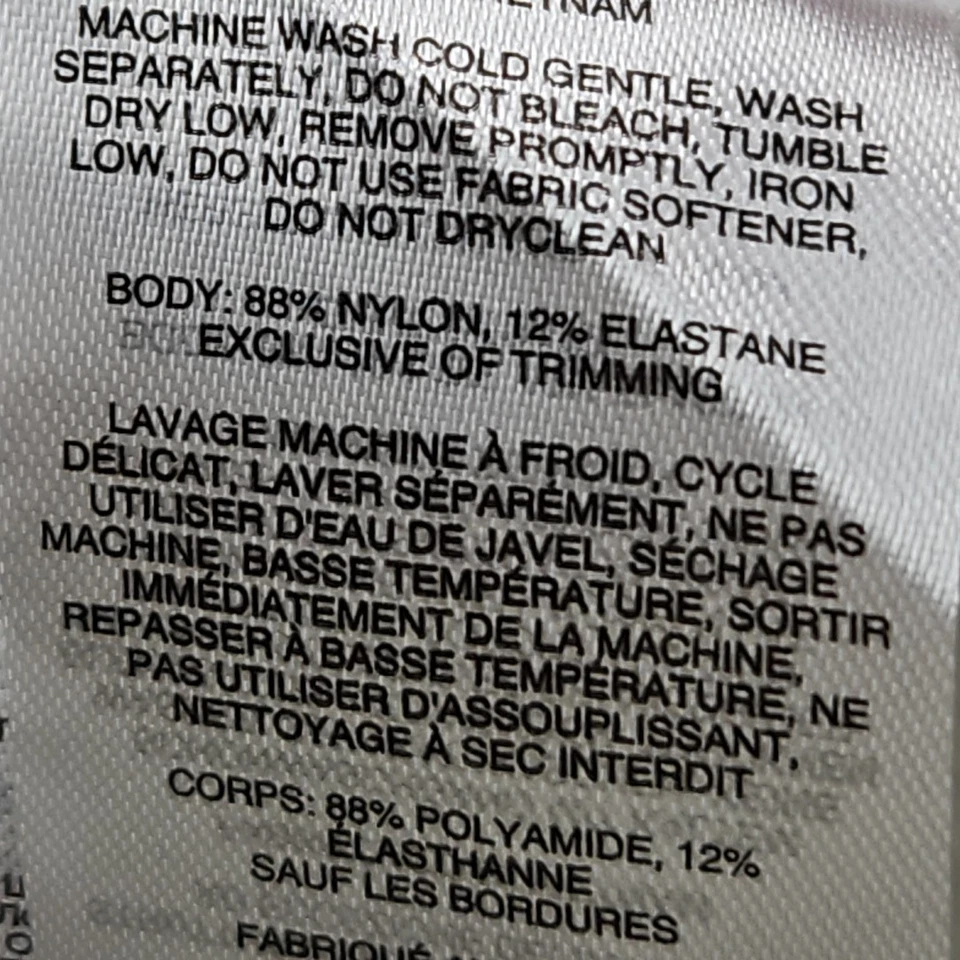 MACHINE WASH COLD GENTLE, WASH
SEPARATELY, DO NOT BLEACH, TUMBLE
DRY LOW, REMOVE PROMPTLY, IRON
LOW, DO NOT USE FABRIC SOFTENER,
DO NOT DRYCLEAN
BODY: 88% NYLON, 12% ELASTANE
EXCLUSIVE OF TRIMMING
LAVAGE MACHINE À FROID, CYCLE
DÉLICAT, LAVER SÉPARÉMENT, NE PAS
UTILISER D'EAU DE JAVEL, SÉCHAGE
MACHINE, BASSE TEMPÉRATURE, SORTIR
IMMÉDIATEMENT DE LA MACHINE,
REPASSER À BASSE TEMPÉRATURE, NE
PAS UTILISER D'ASSOUPLISSANT,
NETTOYAGE À SEC INTERDIT
CORPS: 88% POLYAMIDE, 12%
ÉLASTHANNE
SAUF LES BORDURES
FABRIQUÉ